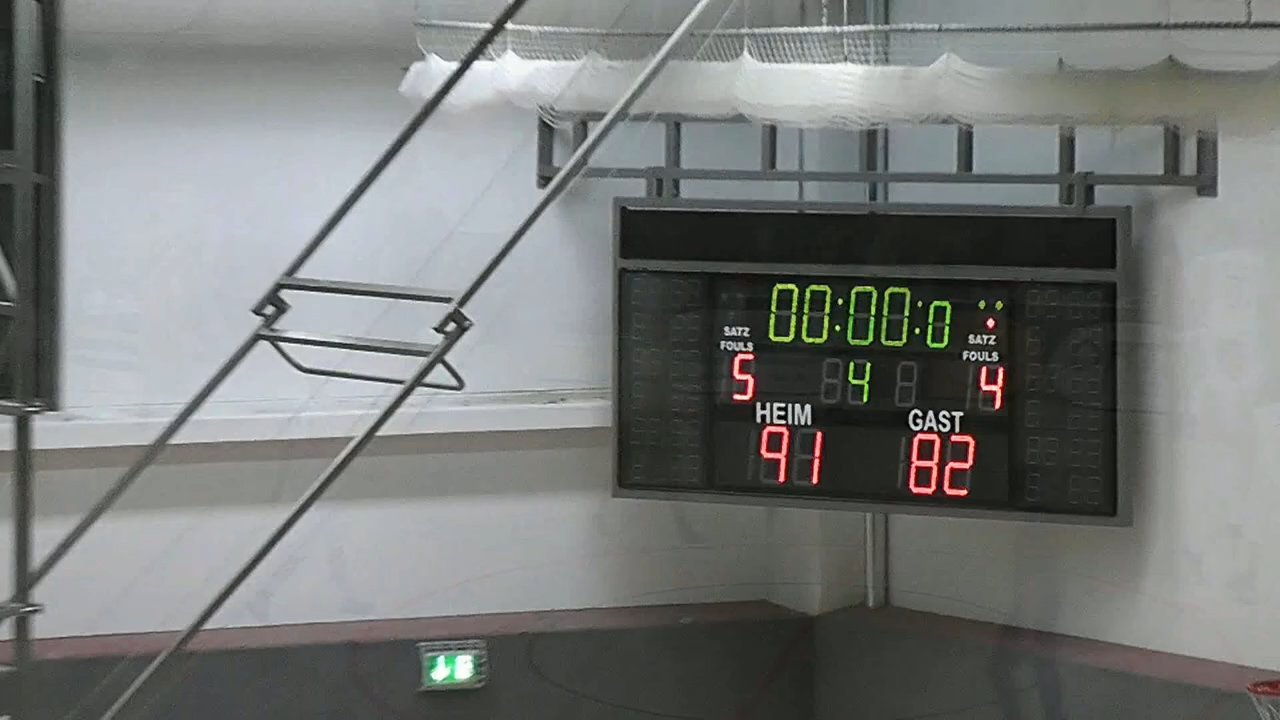 00:00:0
SATZ SATZ
FOULS FOULS
5 4 4
HEIM GAST
91 82